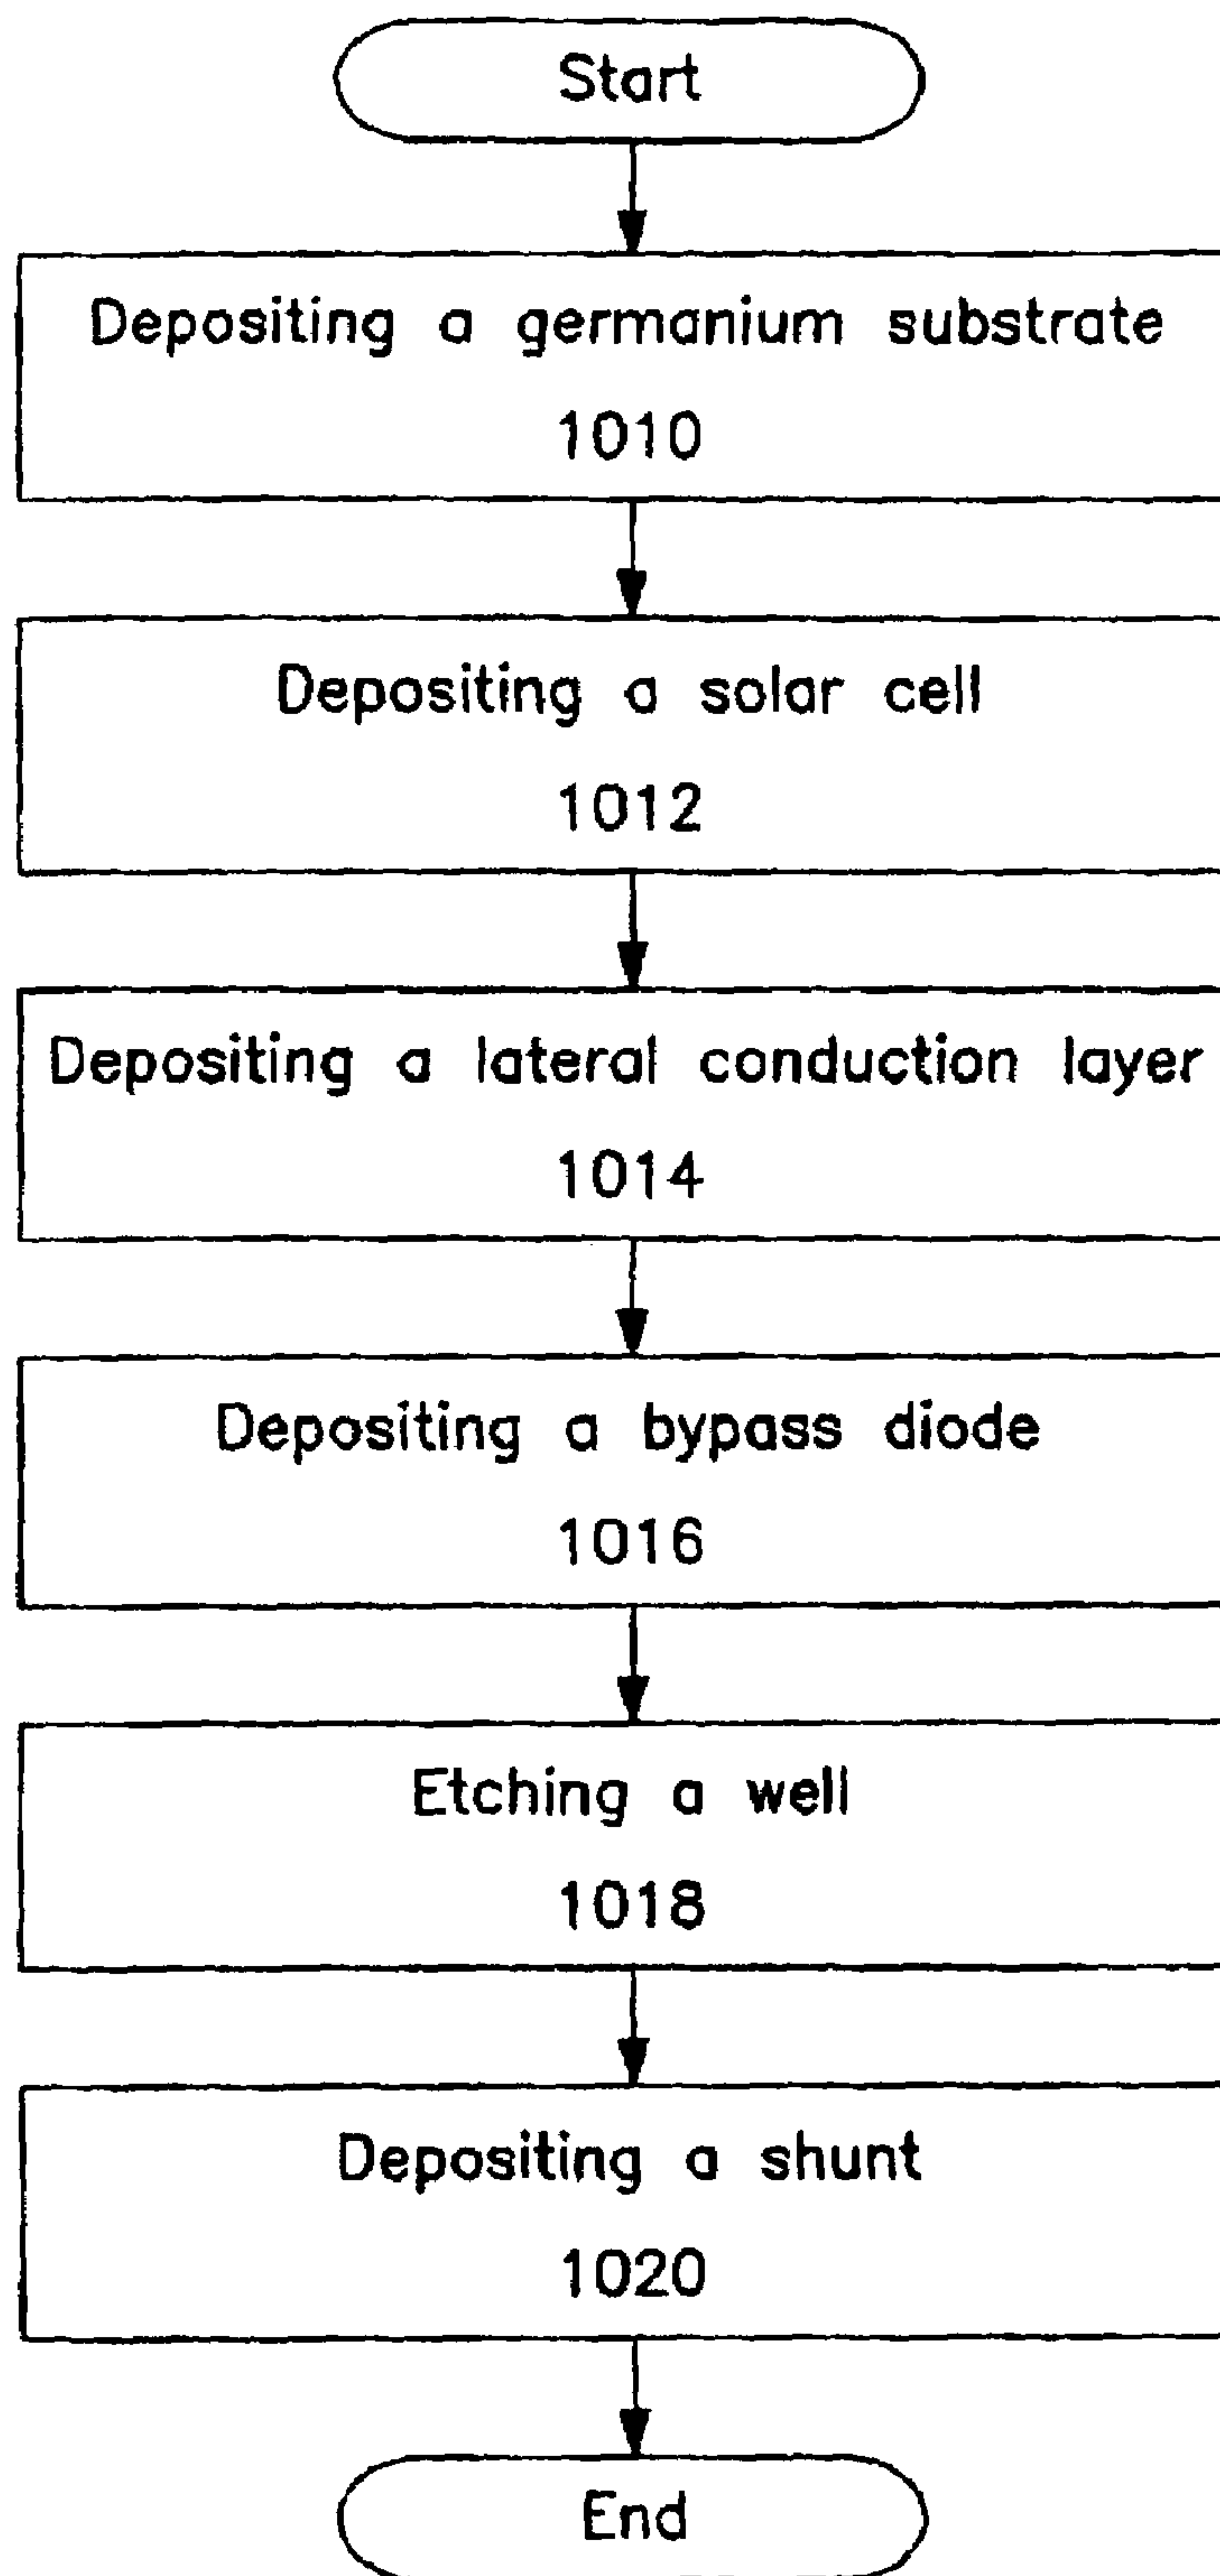 Start
Depositing a germanium substrate
1010
Depositing a solar cell
1012
Depositing a lateral conduction layer
1014
Depositing a bypass diode
1016
Etching a well
1018
Depositing a shunt
1020
End